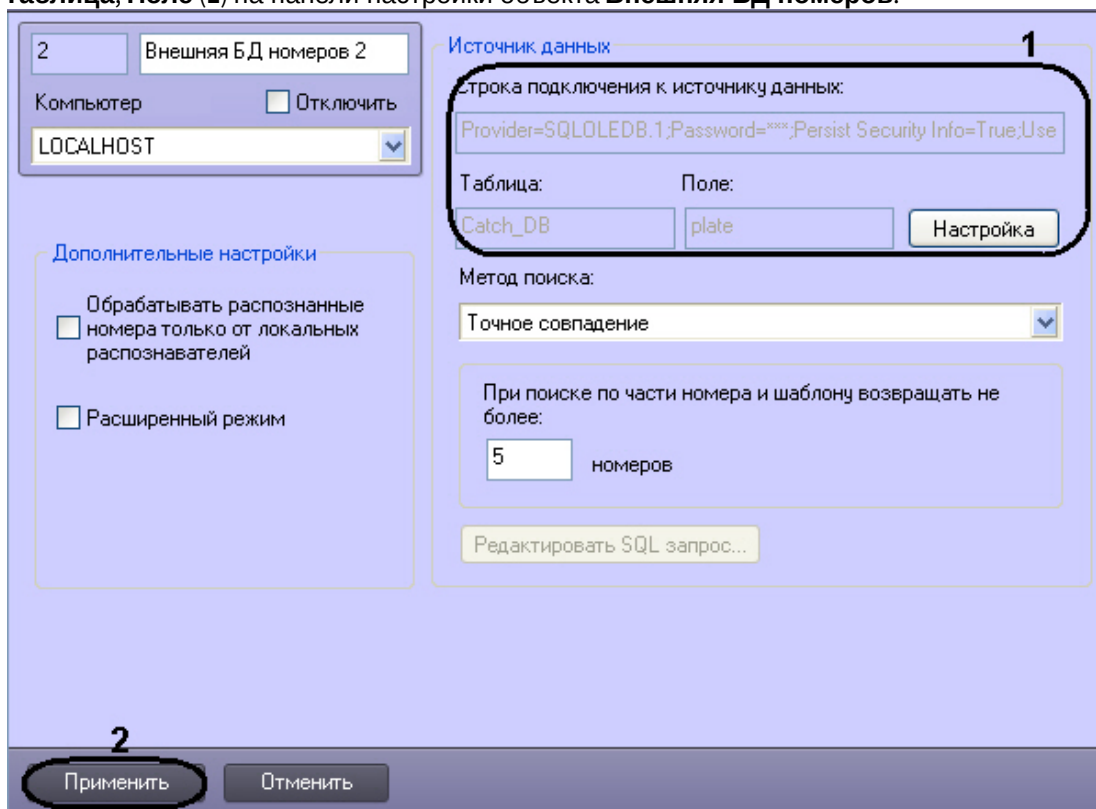 Таблица, Поле (1) на панели настройки объекта Внешняя БД номеров.
2
Внешняя БД номеров 2
Компьютер
Отключить
LOCALHOST
Дополнительные настройки
Обрабатывать распознанные
номера только от локальных
распознавателей
Расширенный режим
Источник данных
1
Строка подключения к источнику данных:
Provider=SQLOLEDB.1;Password=***;Persist Security Info=True;Use
Таблица:
Поле:
Catch_DB
plate
Настройка
Метод поиска:
Точное совпадение
При поиске по части номера и шаблону возвращать не
более:
5
номеров
Редактировать SQL запрос...
2
Применить
Отменить